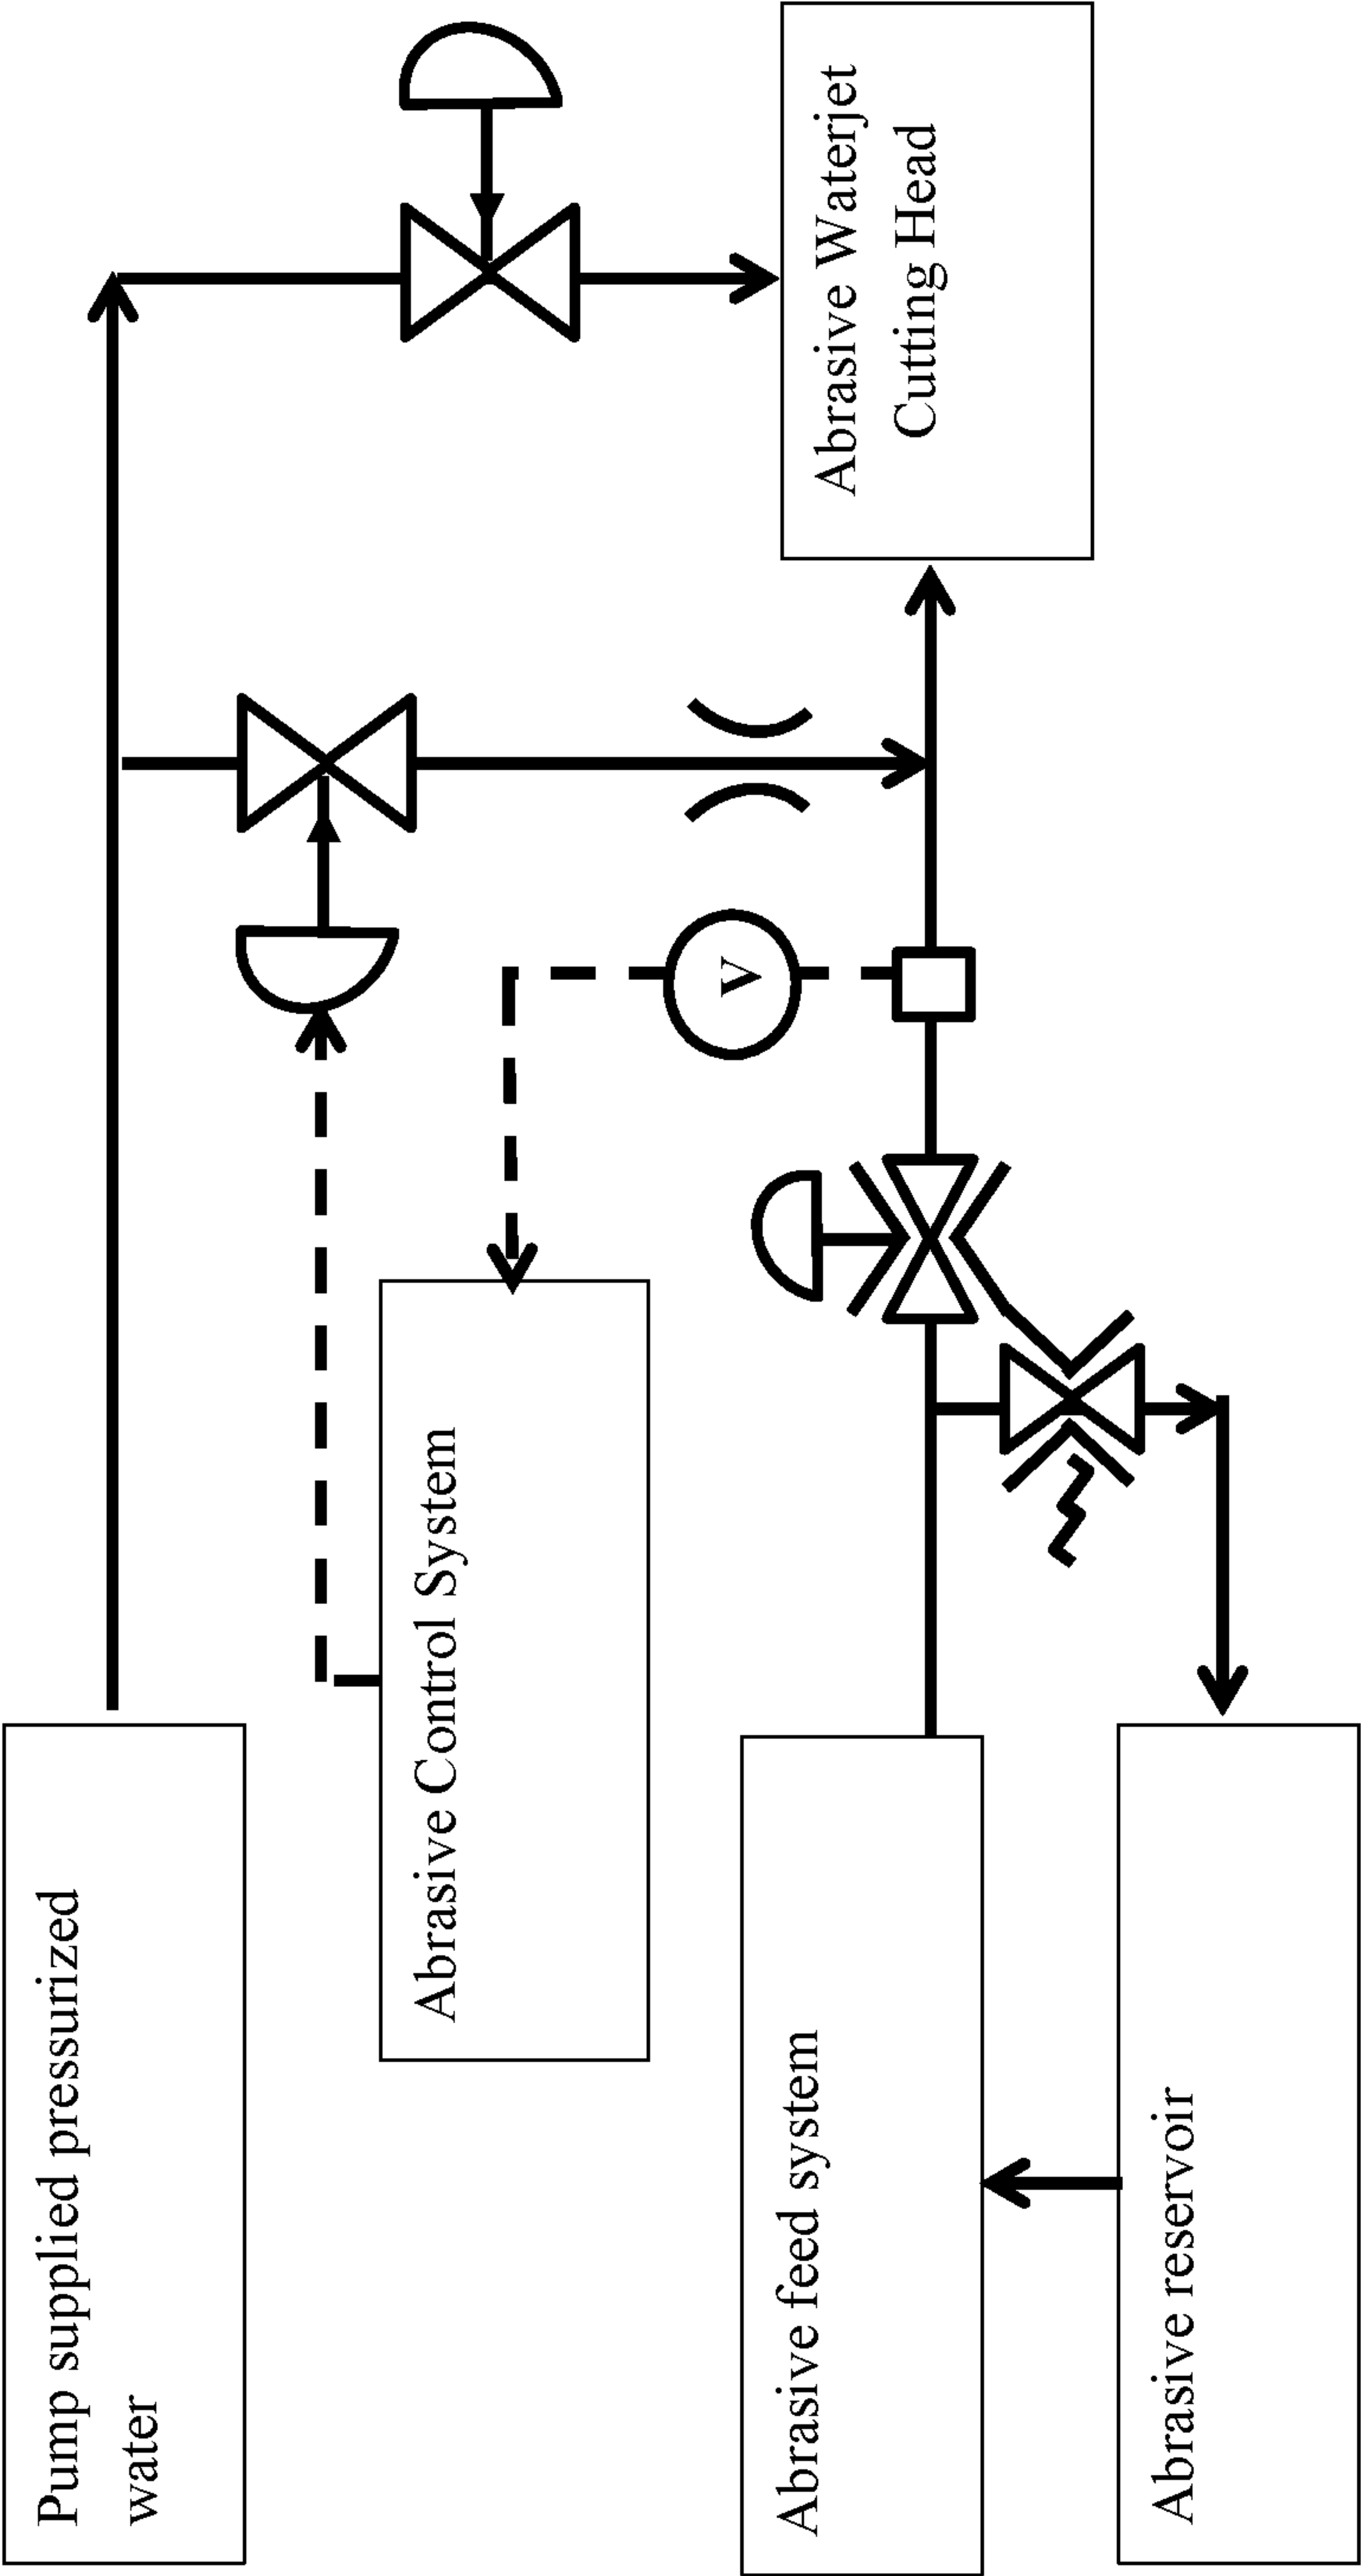 Pump supplied pressurized
water
Abrasive Control System
V
Abrasive feed system
Abrasive reservoir
Abrasive Waterjet
Cutting Head